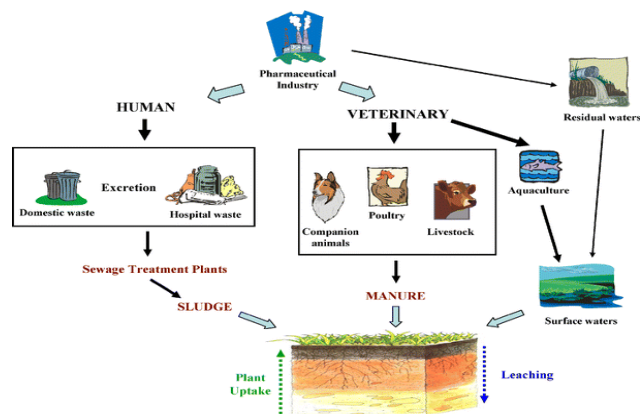 Pharmaceutical
Industry
HUMAN
VETERINARY
Residual waters
Domestic waste
Excretion
Hospital waste
Companion
animals
Poultry
Livestock
Aquaculture
Sewage Treatment Plants
SLUDGE
MANURE
Surface waters
Plant
Uptake
Leaching